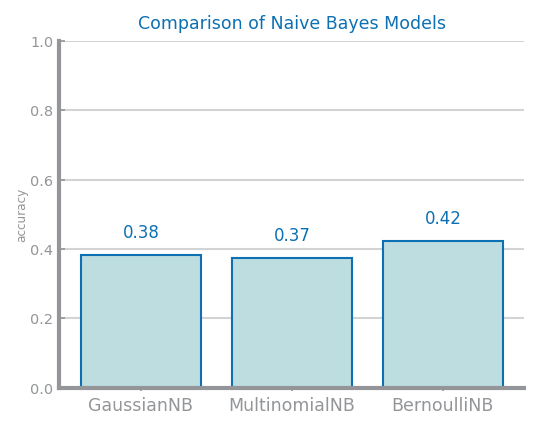 Comparison of Naive Bayes Models
1.0
0.8
0.6
0.4
0.2
0.0
accuracy
0.38
0.37
0.42
GaussianNB
MultinomialNB
BernoulliNB